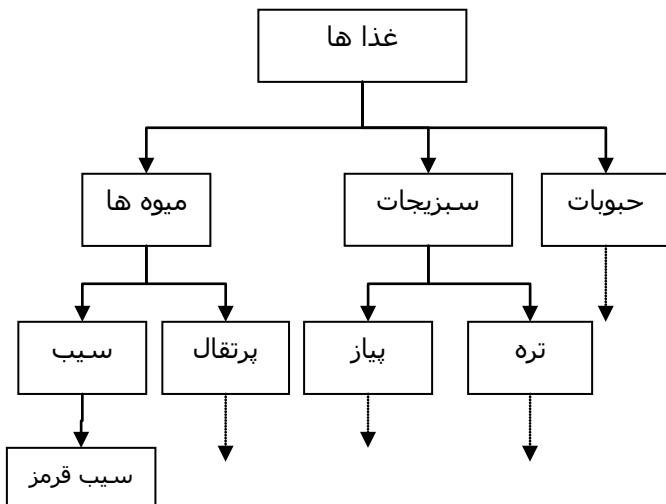 غذا ها
حبوبات
سبزیجات
میوه ها
تره
پیاز
پرتقال
سیب
سیب قرمز